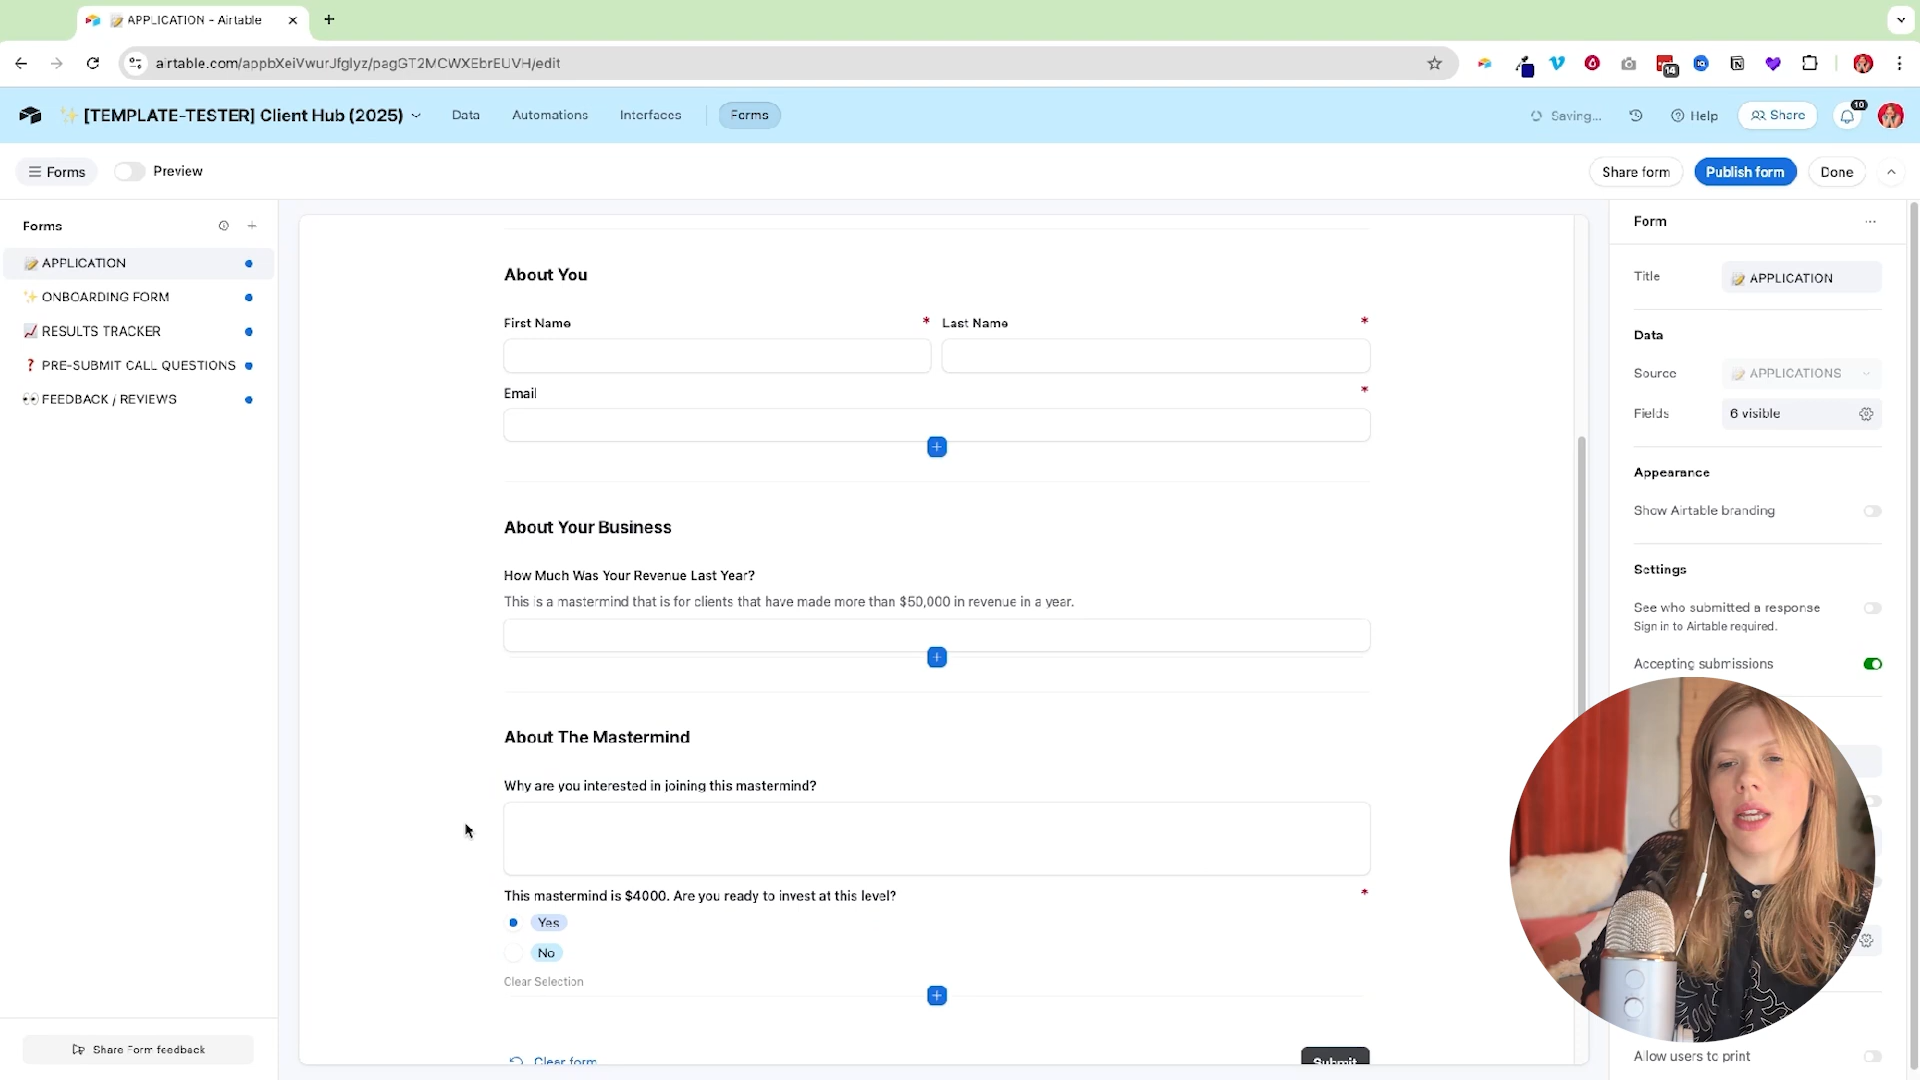 📝 APPLICATION - Airtable
airtable.com/appbXeiVwurJfglyz/pagGT2MCWXEbrEUVH/edit
14
✨ [TEMPLATE-TESTER] Client Hub (2025)
Data
Automations
Interfaces
Forms
Saving...
Help
Share
10
Forms
Preview
Share form
Publish form
Done
Forms
📝 APPLICATION
✨ ONBOARDING FORM
📈 RESULTS TRACKER
❓ PRE-SUBMIT CALL QUESTIONS
👀 FEEDBACK / REVIEWS
Share Form feedback
About You
First Name *
Last Name *
Email *
About Your Business
How Much Was Your Revenue Last Year?
This is a mastermind that is for clients that have made more than $50,000 in revenue in a year.
About The Mastermind
Why are you interested in joining this mastermind?
This mastermind is $4000. Are you ready to invest at this level? *
Yes
No
Clear Selection
Clear form
Submit
Form
Title
📝 APPLICATION
Data
Source
📝 APPLICATIONS
Fields
6 visible
Appearance
Show Airtable branding
Settings
See who submitted a response
Sign in to Airtable required.
Accepting submissions
Allow users to print